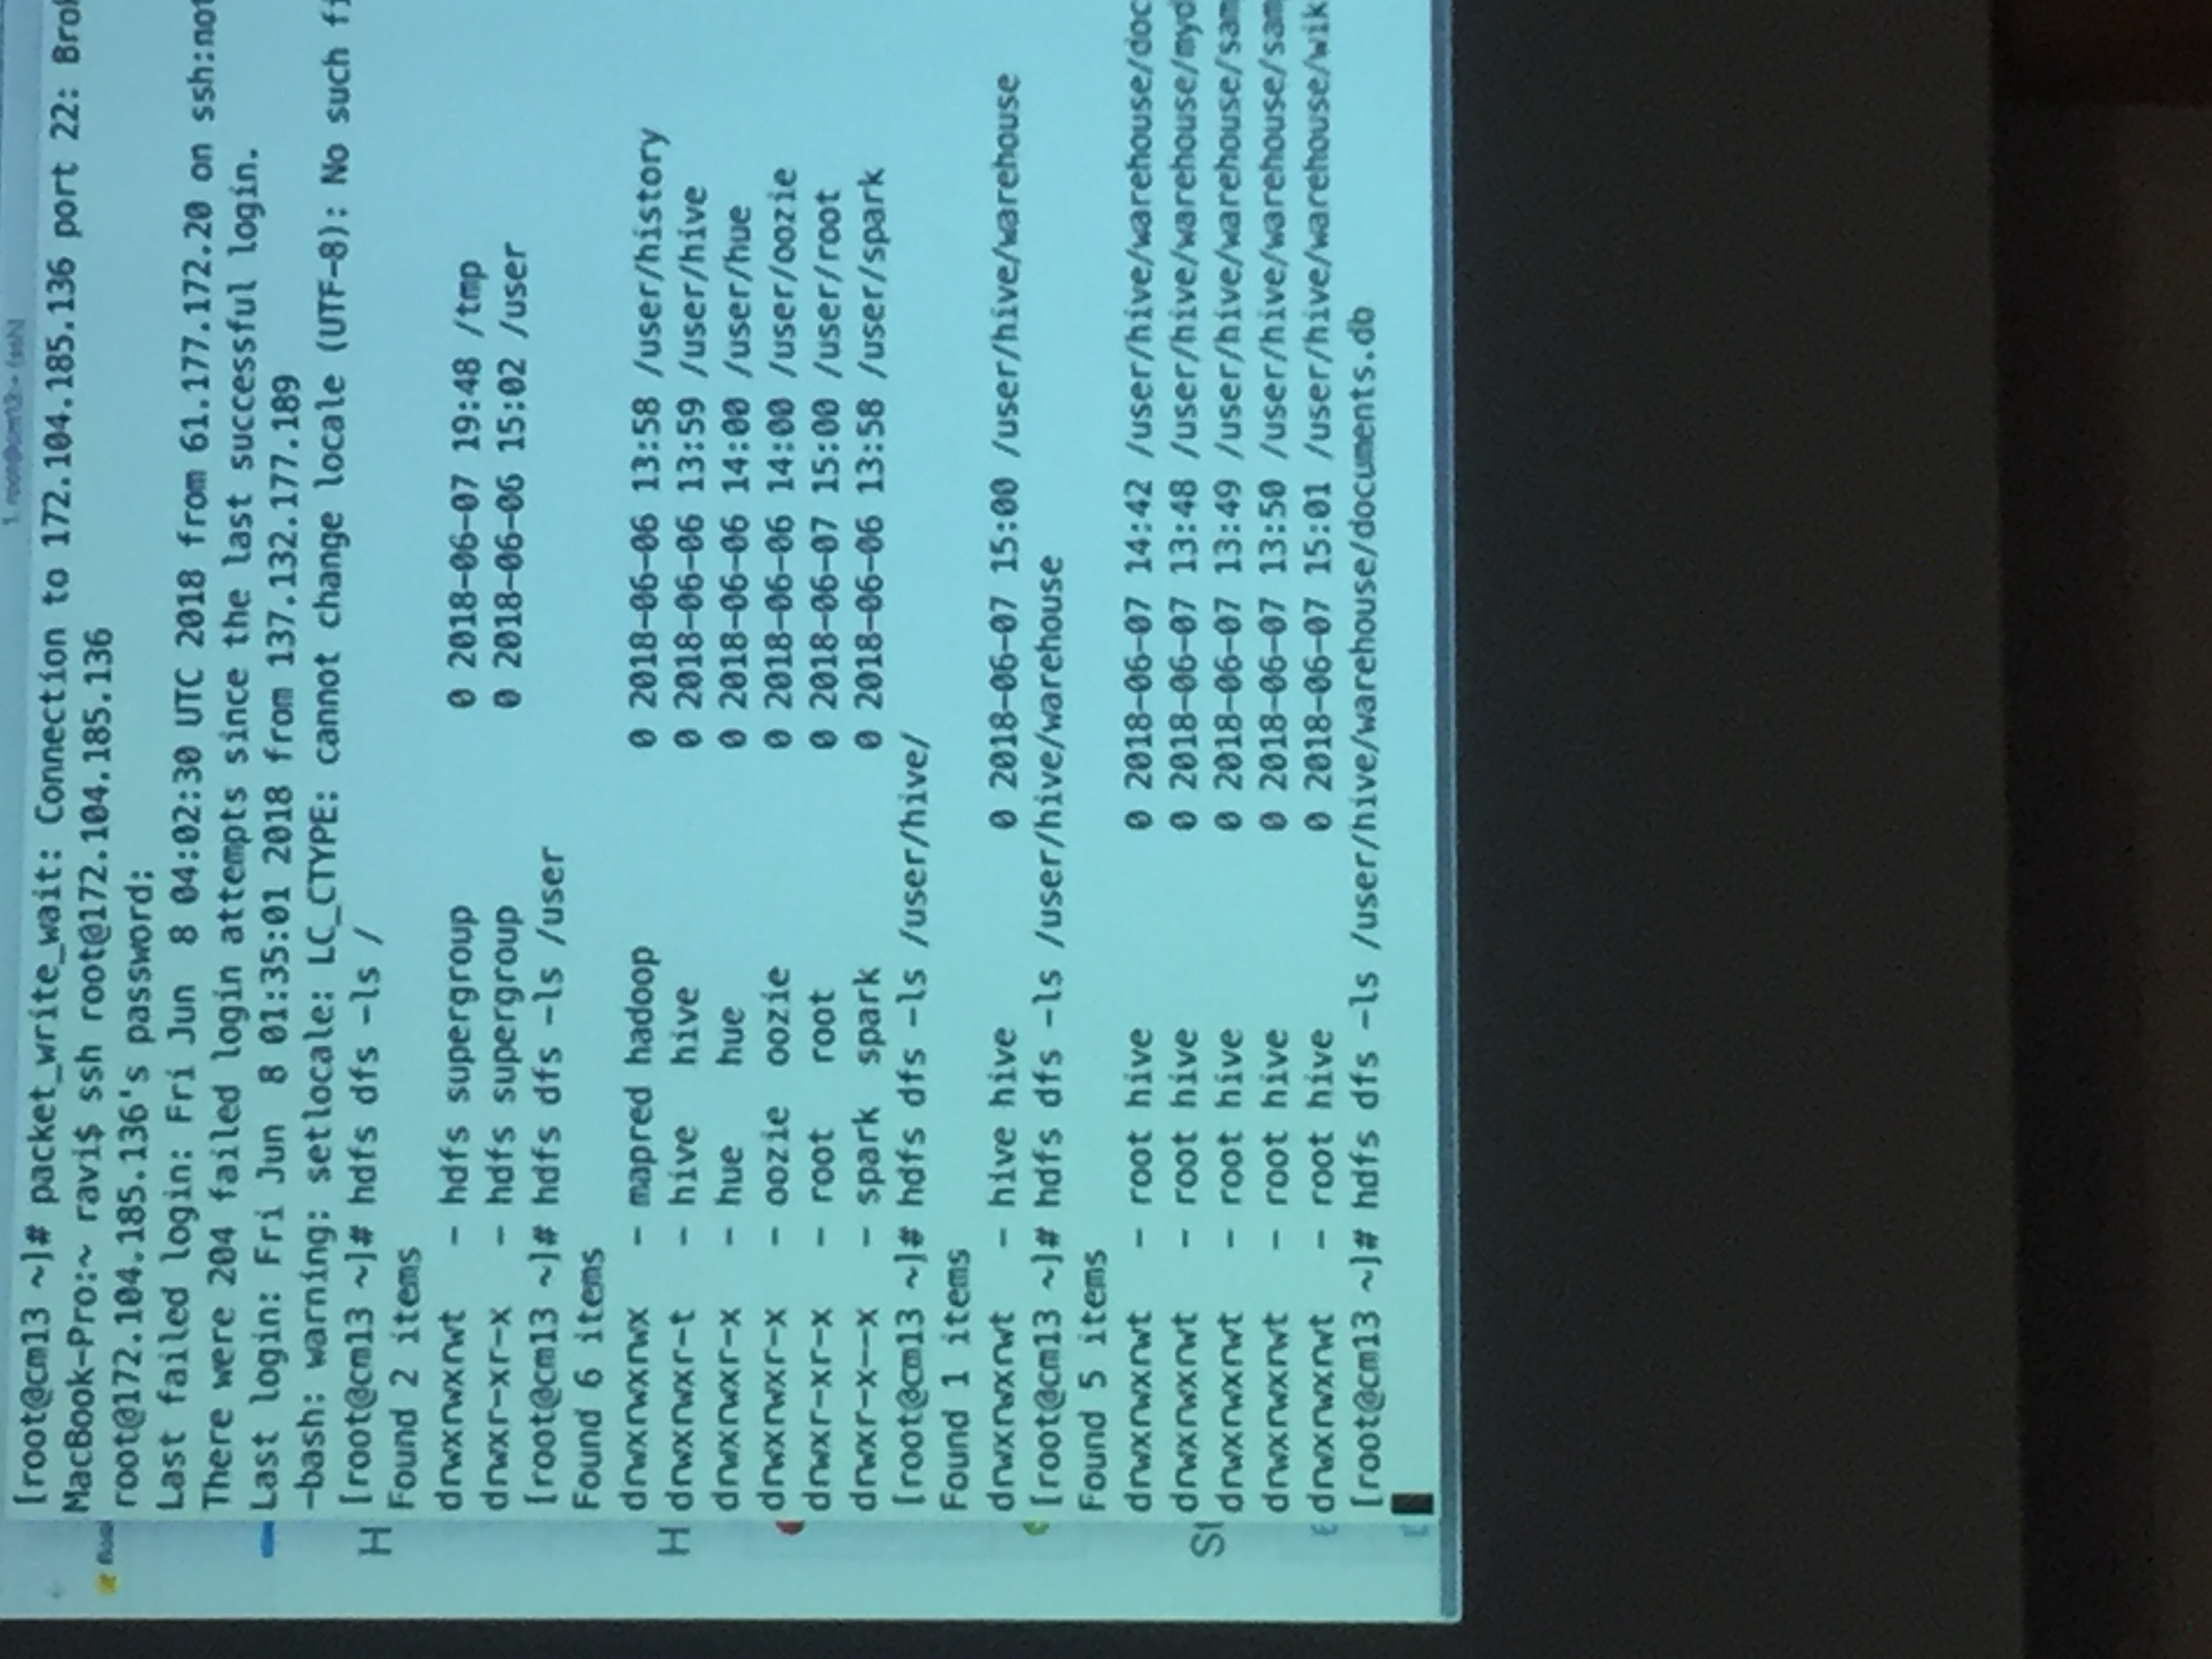 1. root@cm13:~ (ssh)
[root@cm13 ~]# packet_write_wait: Connection to 172.104.185.136 port 22:
MacBook-Pro:~ ravi$ ssh root@172.104.185.136
root@172.104.185.136's password:
Last failed login: Fri Jun  8 04:02:30 UTC 2018 from 61.177.172.20 on
There were 204 failed login attempts since the last successful login.
Last login: Fri Jun  8 01:35:01 2018 from 137.132.177.189
-bash: warning: setlocale: LC_CTYPE: cannot change locale (UTF-8): No such
[root@cm13 ~]# hdfs dfs -ls /
Found 2 items
drwxrwxrwt   - hdfs supergroup          0 2018-06-07 19:48 /tmp
drwxr-xr-x   - hdfs supergroup          0 2018-06-06 15:02 /user
[root@cm13 ~]# hdfs dfs -ls /user
Found 6 items
drwxrwxrwx   - mapred hadoop          0 2018-06-06 13:58 /user/history
drwxrwxr-t   - hive   hive            0 2018-06-06 13:59 /user/hive
drwxrwxr-x   - hue    hue             0 2018-06-06 14:00 /user/hue
drwxrwxr-x   - oozie  oozie           0 2018-06-06 14:00 /user/oozie
drwxr-xr-x   - root   root            0 2018-06-07 15:00 /user/root
drwxr-x--x   - spark  spark           0 2018-06-06 13:58 /user/spark
[root@cm13 ~]# hdfs dfs -ls /user/hive/
Found 1 items
drwxrwxrwt   - hive hive          0 2018-06-07 15:00 /user/hive/warehouse
[root@cm13 ~]# hdfs dfs -ls /user/hive/warehouse
Found 5 items
drwxrwxrwt   - root hive          0 2018-06-07 14:42 /user/hive/warehouse/doc
drwxrwxrwt   - root hive          0 2018-06-07 13:48 /user/hive/warehouse/myd
drwxrwxrwt   - root hive          0 2018-06-07 13:49 /user/hive/warehouse/sam
drwxrwxrwt   - root hive          0 2018-06-07 13:50 /user/hive/warehouse/sam
drwxrwxrwt   - root hive          0 2018-06-07 15:01 /user/hive/warehouse/wik
[root@cm13 ~]# hdfs dfs -ls /user/hive/warehouse/documents.db